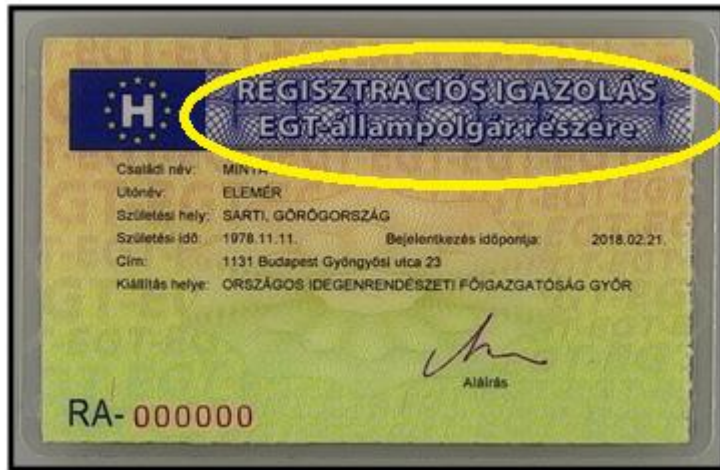 H
REGISZTRÁCIÓS IGAZOLÁS
EGT-állampolgár részére
Családi név: MINTA
Utónév: ELEMÉR
Születési hely: SARTI, GÖRÖGORSZÁG
Születési idő: 1978.11.11. Bejelentkezés időpontja: 2018.02.21.
Cím: 1131 Budapest Gyöngyösi utca 23
Kiállítás helye: ORSZÁGOS IDEGENRENDÉSZETI FŐIGAZGATÓSÁG GYŐR
Aláírás
RA- 000000